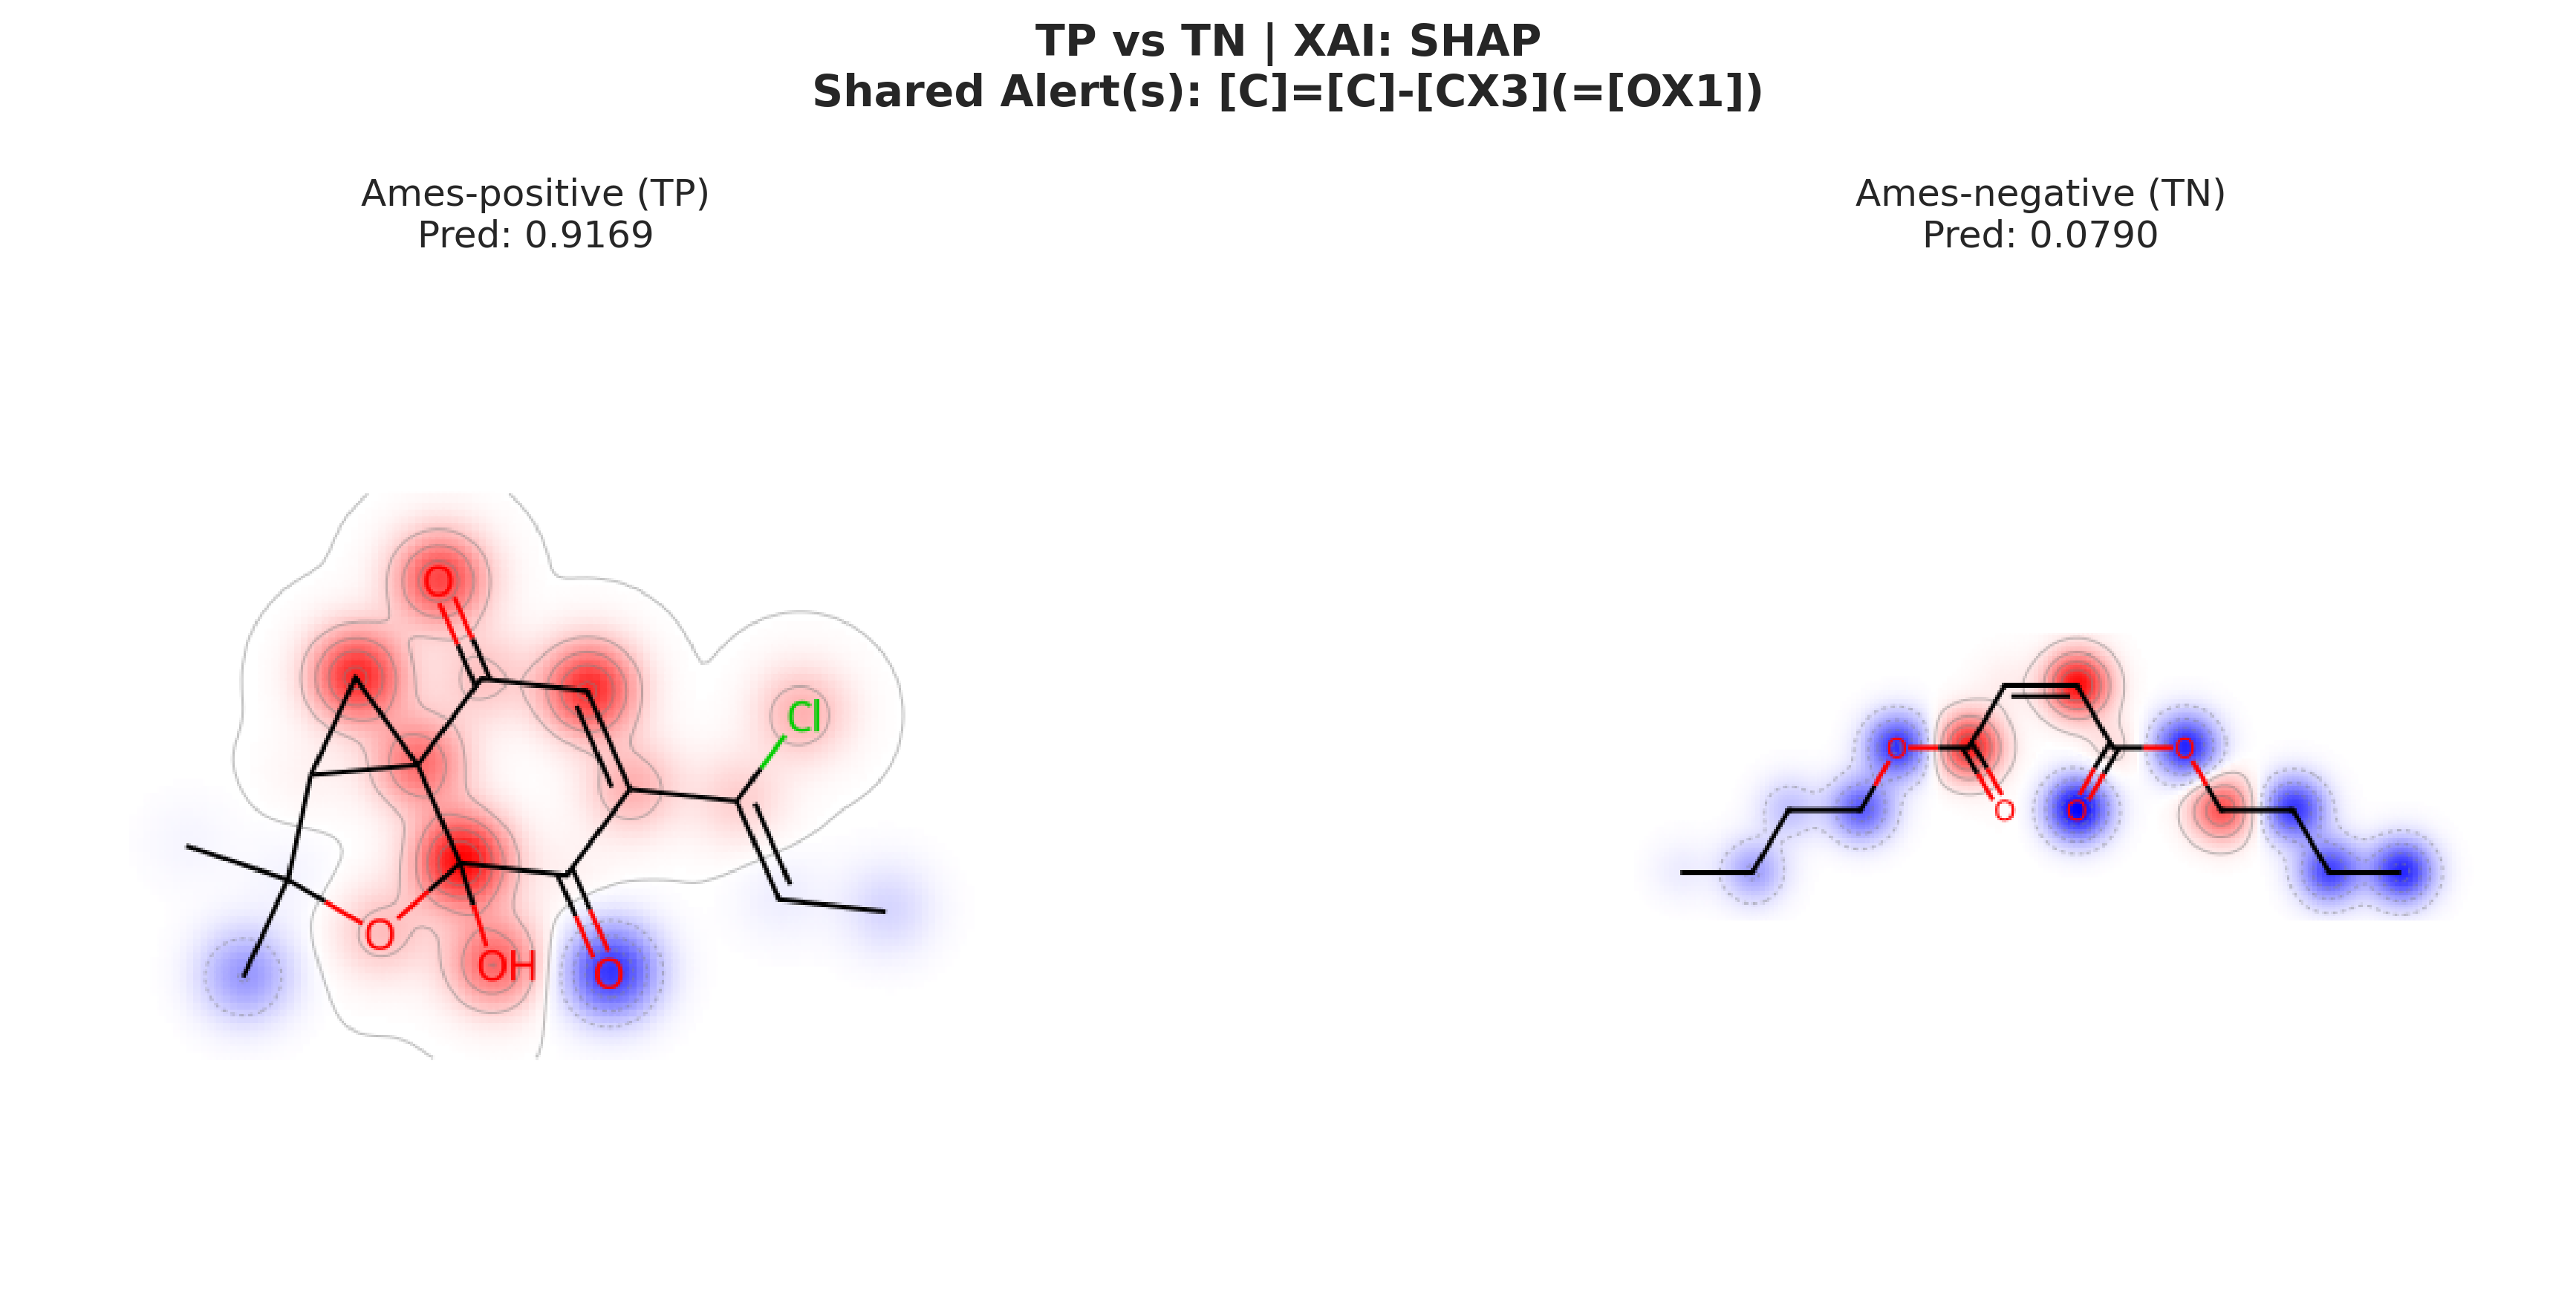 TP vs TN | XAI: SHAP
Shared Alert(s): [C]=[C]-[CX3](=[OX1])
Ames-positive (TP)
Pred: 0.9169
Ames-negative (TN)
Pred: 0.0790
O
Cl
O
OH
O
O
O
O
O